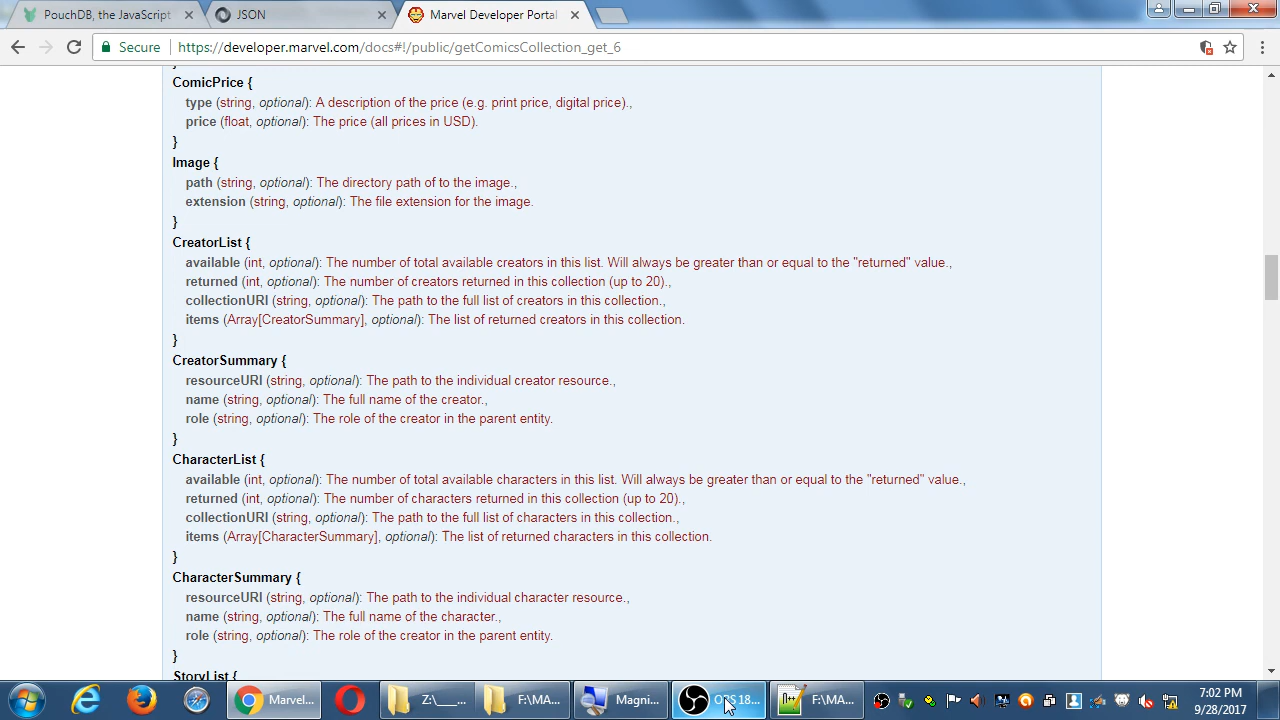 PouchDB, the JavaScript
JSON
Marvel Developer Portal
Secure
https://developer.marvel.com/docs#!/public/getComicsCollection_get_6
ComicPrice {
type (string, optional): A description of the price (e.g. print price, digital price).,
price (float, optional): The price (all prices in USD).
}
Image {
path (string, optional): The directory path of to the image.,
extension (string, optional): The file extension for the image.
}
CreatorList {
available (int, optional): The number of total available creators in this list. Will always be greater than or equal to the "returned" value.,
returned (int, optional): The number of creators returned in this collection (up to 20).,
collectionURI (string, optional): The path to the full list of creators in this collection.,
items (Array[CreatorSummary], optional): The list of returned creators in this collection.
}
CreatorSummary {
resourceURI (string, optional): The path to the individual creator resource.,
name (string, optional): The full name of the creator.,
role (string, optional): The role of the creator in the parent entity.
}
CharacterList {
available (int, optional): The number of total available characters in this list. Will always be greater than or equal to the "returned" value.,
returned (int, optional): The number of characters returned in this collection (up to 20).,
collectionURI (string, optional): The path to the full list of characters in this collection.,
items (Array[CharacterSummary], optional): The list of returned characters in this collection.
}
CharacterSummary {
resourceURI (string, optional): The path to the individual character resource.,
name (string, optional): The full name of the character.,
role (string, optional): The role of the creator in the parent entity.
}
StoryList {
Marvel...
Z:\___...
F:\MA...
Magni...
OBS 18...
F:\MA...
7:02 PM
9/28/2017